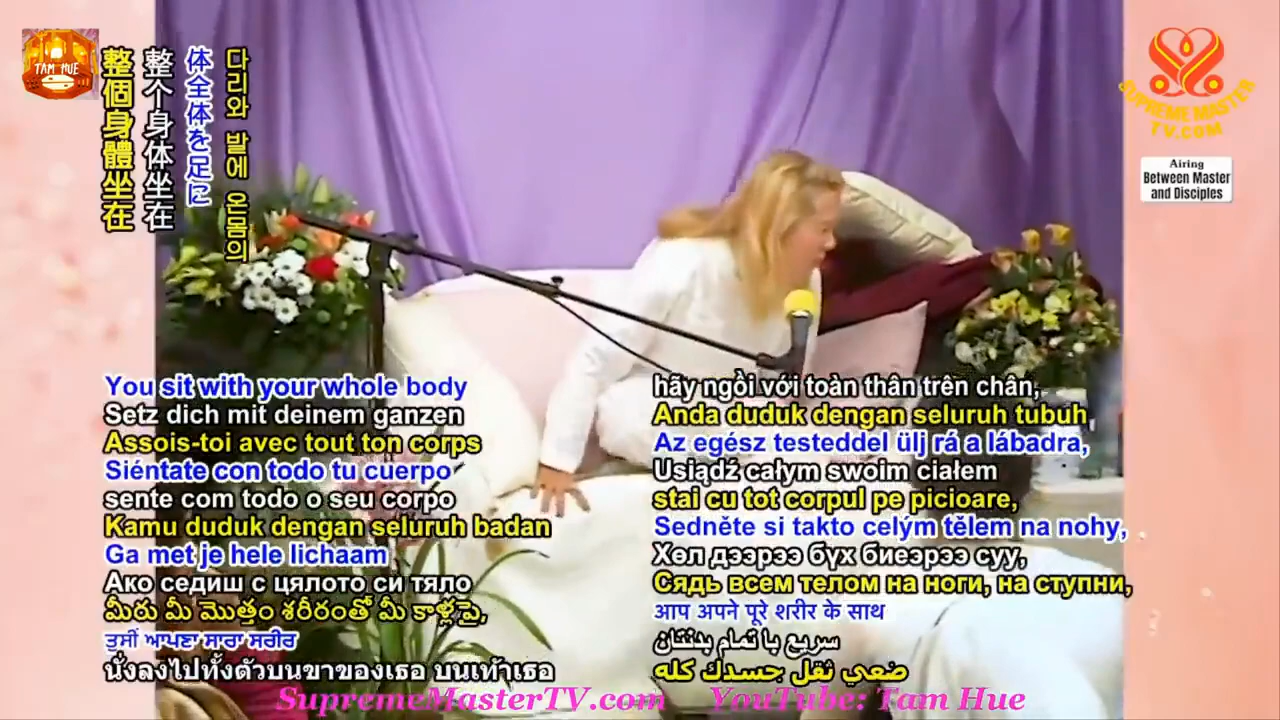 TAM HUE
整個身體坐在
整个身体坐在
体全体を足に
다리와 발에 온몸의
SUPREME MASTER
TV.COM
Airing
Between Master
and Disciples
You sit with your whole body
Setz dich mit deinem ganzen
Assois-toi avec tout ton corps
Siéntate con todo tu cuerpo
sente com todo o seu corpo
Kamu duduk dengan seluruh badan
Ga met je hele lichaam
Ако седиш с цялото си тяло
మీరు మీ మొత్తం శరీరంతో మీ కాళ్లపై,
ਤੁਸੀਂ ਆਪਣਾ ਸਾਰਾ ਸਰੀਰ
นั่งลงไปทั้งตัวบนขาของเธอ บนเท้าเธอ
hãy ngồi với toàn thân trên chân,
Anda duduk dengan seluruh tubuh,
Az egész testeddel ülj rá a lábadra,
Usiądź całym swoim ciałem
stai cu tot corpul pe picioare,
Sedněte si takto celým tělem na nohy,
Хөл дээрээ бүх биеэрээ суу,
Сядь всем телом на ноги, на ступни,
आप अपने पूरे शरीर के साथ
سریع با تمام بدنتان
ضعي ثقل جسدك كله
SupremeMasterTV.com YouTube: Tam Hue